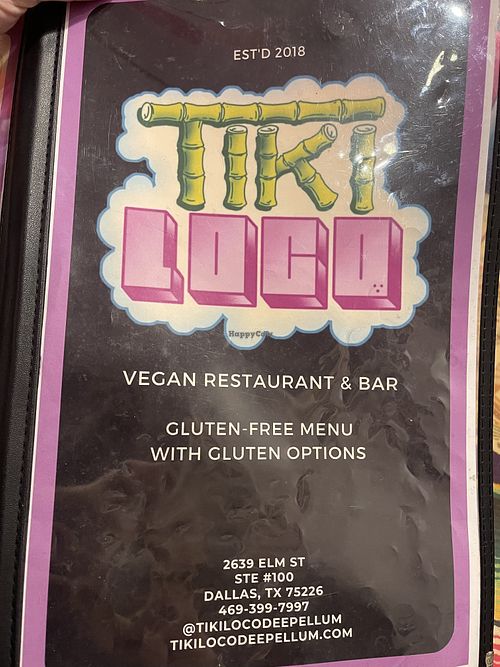 EST'D 2018
TIKI
LOCO
HappyCow
VEGAN RESTAURANT & BAR
GLUTEN-FREE MENU
WITH GLUTEN OPTIONS
2639 ELM ST
STE #100
DALLAS, TX 75226
469-399-7997
@TIKILOCODEEPELLUM
TIKILOCODEEPELLUM.COM